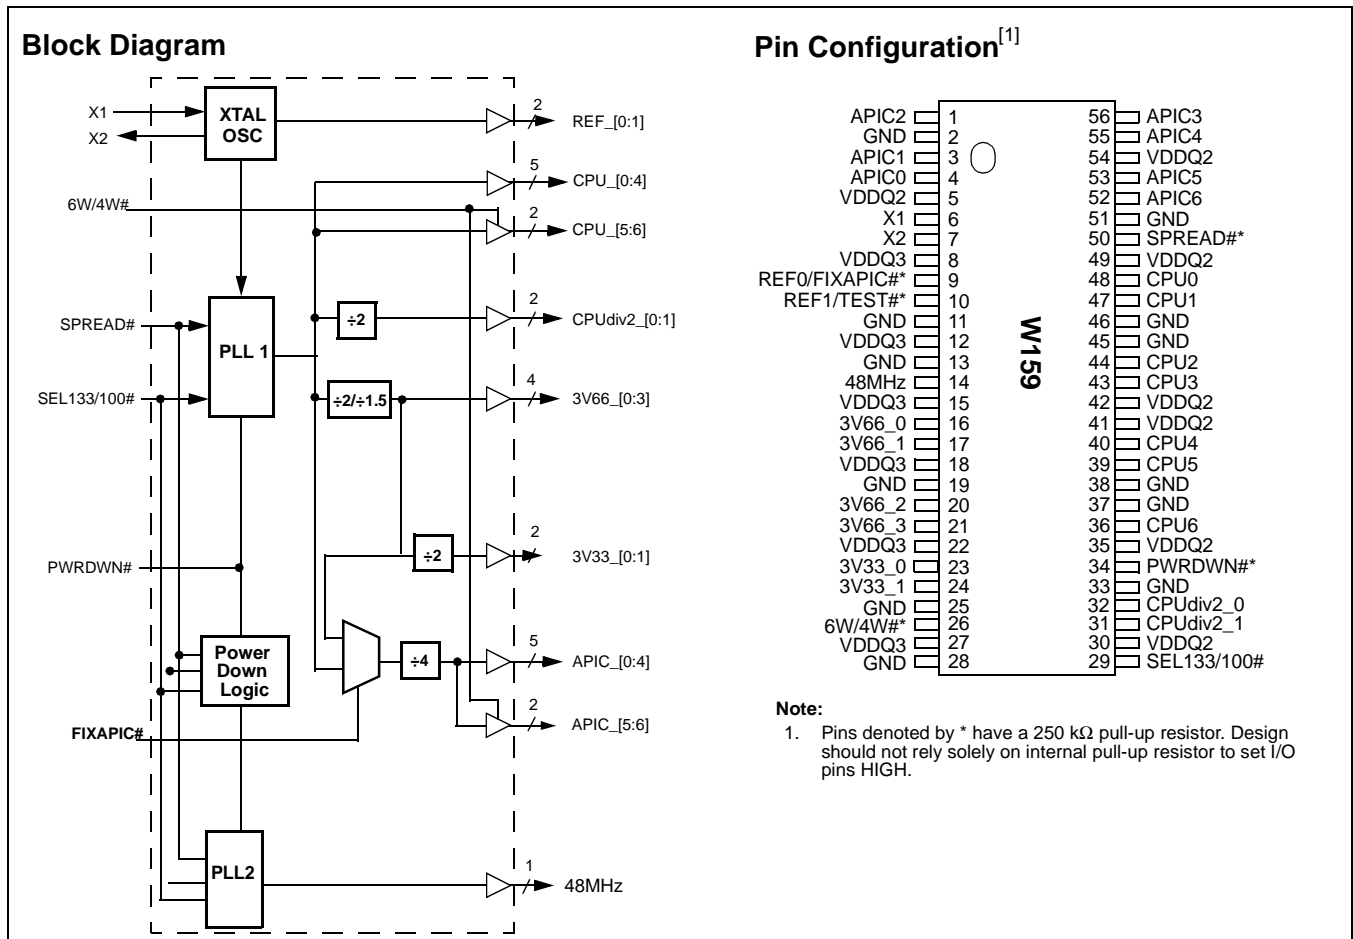 Block Diagram
X1
X2
XTAL
OSC
2
REF_[0:1]
5
CPU_[0:4]
6W/4W#
2
CPU_[5:6]
SPREAD#
PLL 1
÷2
2
CPUdiv2_[0:1]
SEL133/100#
÷2/÷1.5
4
3V66_[0:3]
PWRDWN#
÷2
2
3V33_[0:1]
Power
Down
Logic
÷4
5
APIC_[0:4]
FIXAPIC#
2
APIC_[5:6]
PLL2
1
48MHz
Pin Configuration[1]
W159
APIC2 1 56 APIC3
GND 2 55 APIC4
APIC1 3 54 VDDQ2
APIC0 4 53 APIC5
VDDQ2 5 52 APIC6
X1 6 51 GND
X2 7 50 SPREAD#*
VDDQ3 8 49 VDDQ2
REF0/FIXAPIC#* 9 48 CPU0
REF1/TEST#* 10 47 CPU1
GND 11 46 GND
VDDQ3 12 45 GND
GND 13 44 CPU2
48MHz 14 43 CPU3
VDDQ3 15 42 VDDQ2
3V66_0 16 41 VDDQ2
3V66_1 17 40 CPU4
VDDQ3 18 39 CPU5
GND 19 38 GND
3V66_2 20 37 GND
3V66_3 21 36 CPU6
VDDQ3 22 35 VDDQ2
3V33_0 23 34 PWRDWN#*
3V33_1 24 33 GND
GND 25 32 CPUdiv2_0
6W/4W#* 26 31 CPUdiv2_1
VDDQ3 27 30 VDDQ2
GND 28 29 SEL133/100#
Note:
1. Pins denoted by * have a 250 kΩ pull-up resistor. Design
should not rely solely on internal pull-up resistor to set I/O
pins HIGH.